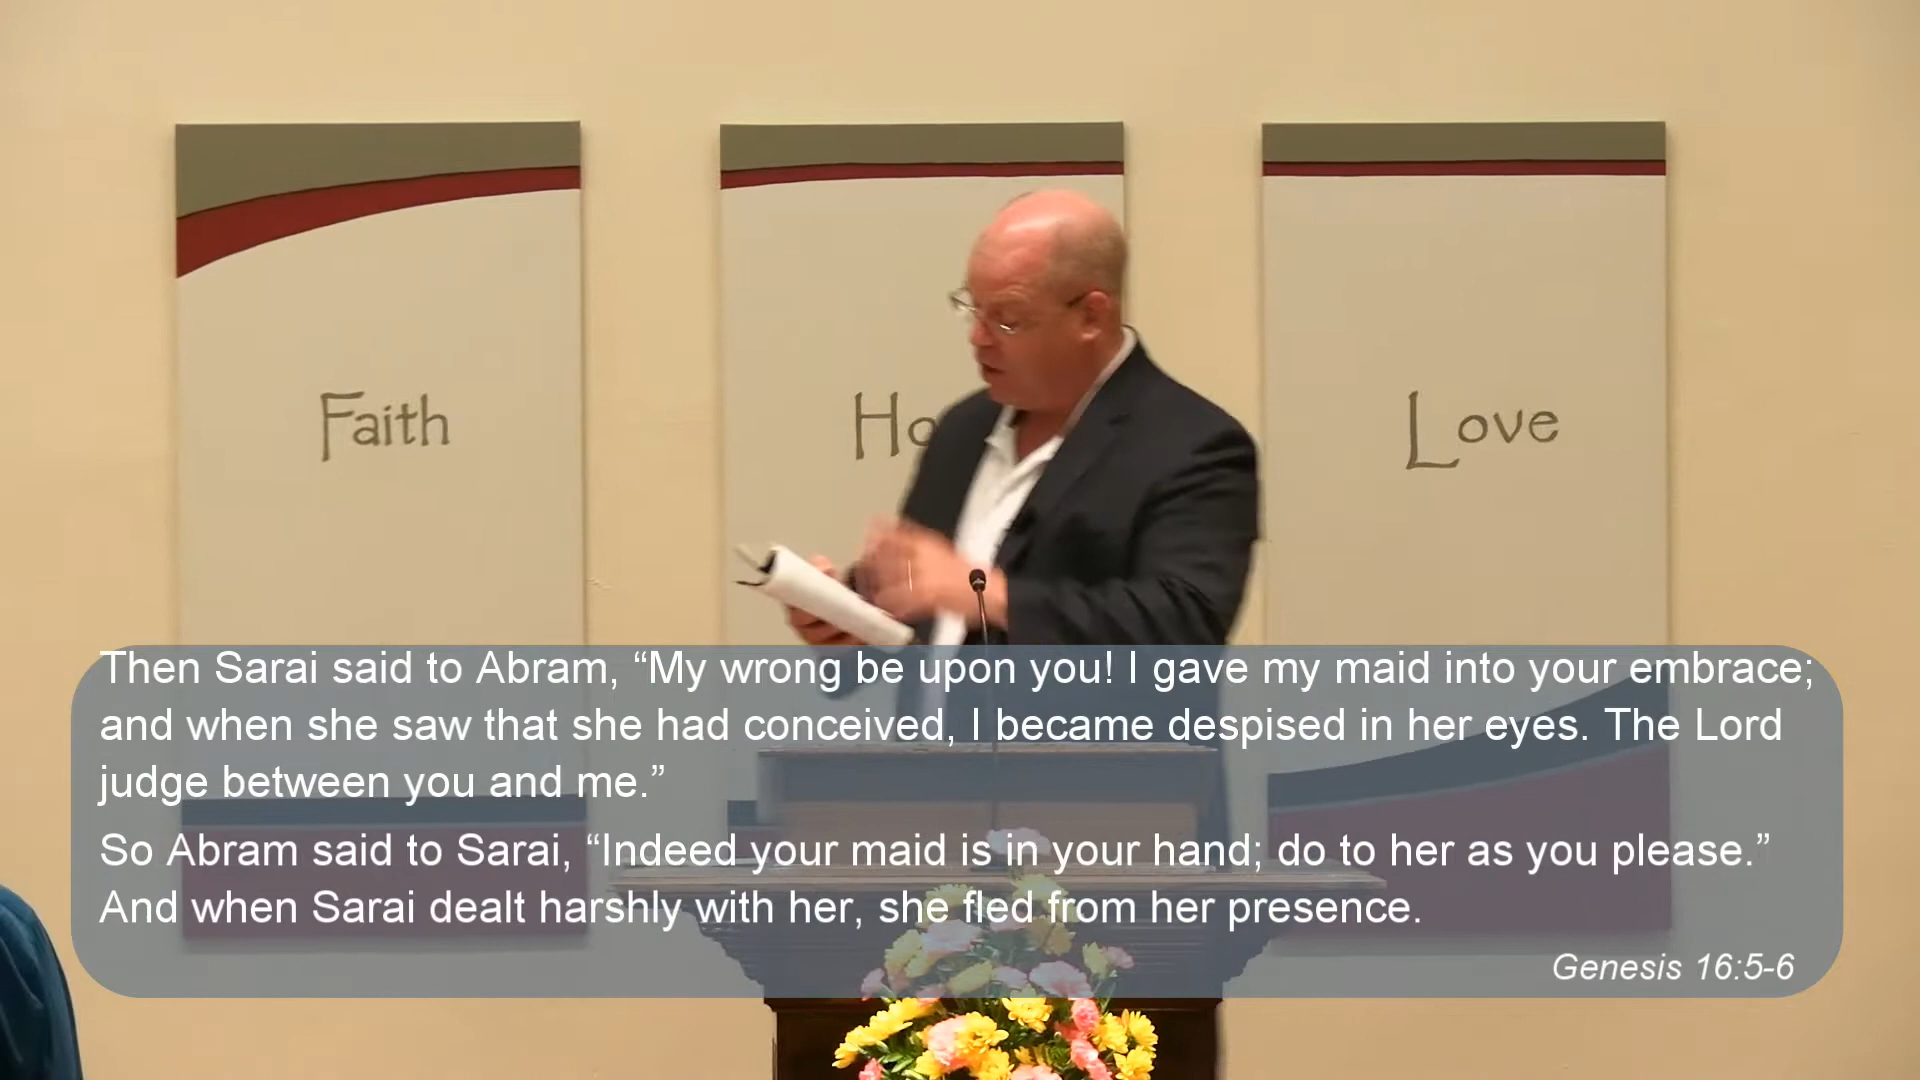 Faith
Ho
Love
Then Sarai said to Abram, “My wrong be upon you! I gave my maid into your embrace;
and when she saw that she had conceived, I became despised in her eyes. The Lord
judge between you and me.”
So Abram said to Sarai, “Indeed your maid is in your hand; do to her as you please.”
And when Sarai dealt harshly with her, she fled from her presence.
Genesis 16:5-6